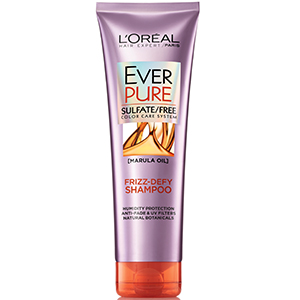 L'ORÉAL
HAIR EXPERT / PARIS
EVER
PURE
SULFATE/FREE
COLOR CARE SYSTEM
[MARULA OIL]
FRIZZ-DEFY
SHAMPOO
HUMIDITY PROTECTION
ANTI-FADE & UV FILTERS
NATURAL BOTANICALS